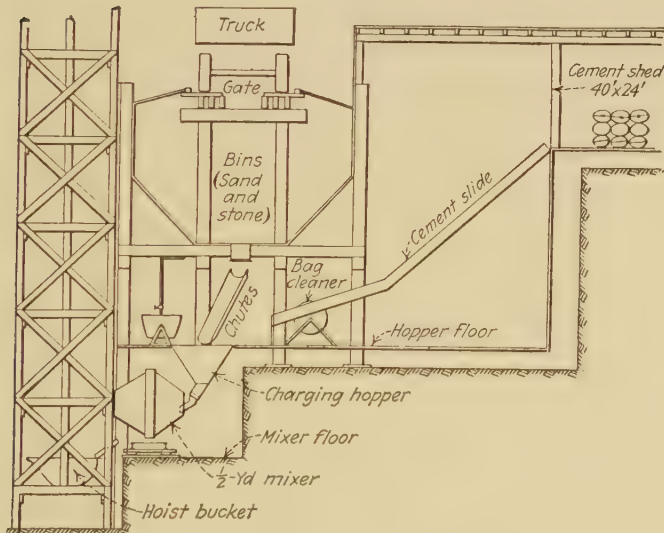 Truck
Gate
Cement shed
40'x24'
Bins
(Sand
and
stone)
Cement slide
Bag
cleaner
Chutes
Hopper floor
Charging hopper
Mixer floor
½-Yd mixer
Hoist bucket